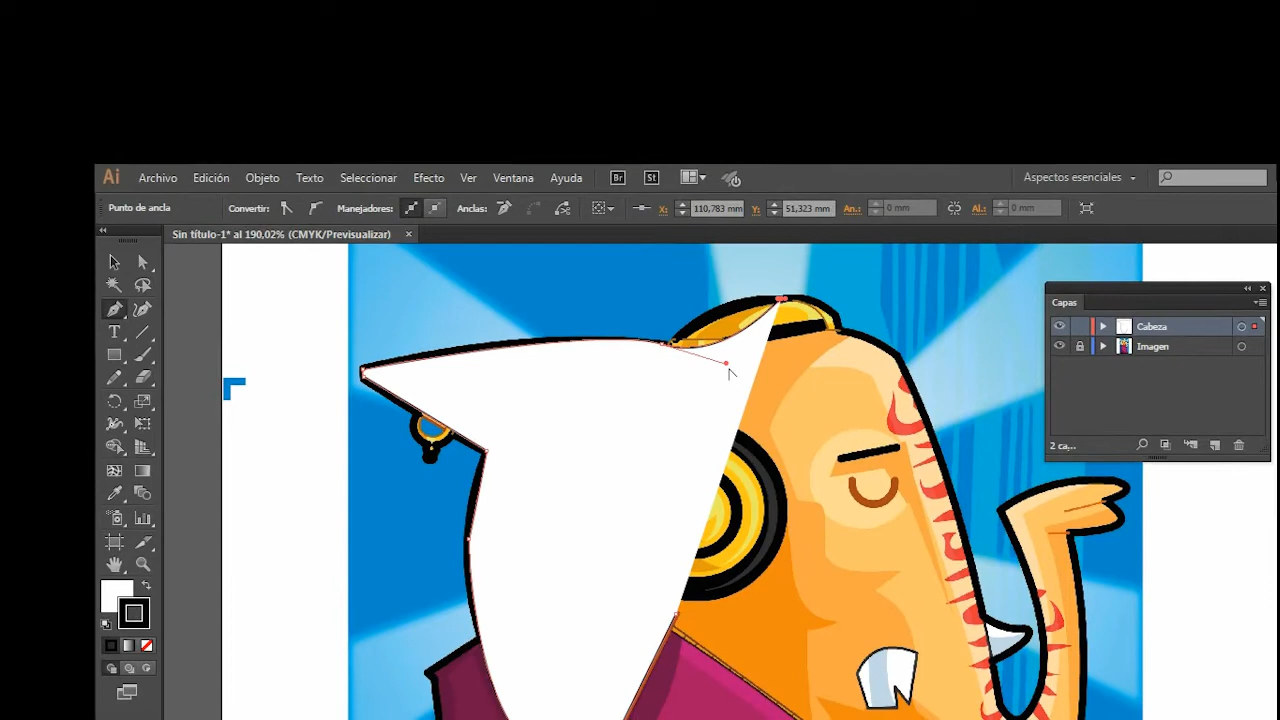 Ai Archivo Edición Objeto Texto Seleccionar Efecto Ver Ventana Ayuda Br St Aspectos esenciales
Punto de ancla Convertir: Manejadores: Anclas: X: 110,783 mm Y: 51,323 mm An.: 0 mm Al.: 0 mm
Sin título-1* al 190,02% (CMYK/Previsualizar) ×
Capas
Cabeza
Imagen
2 ca...